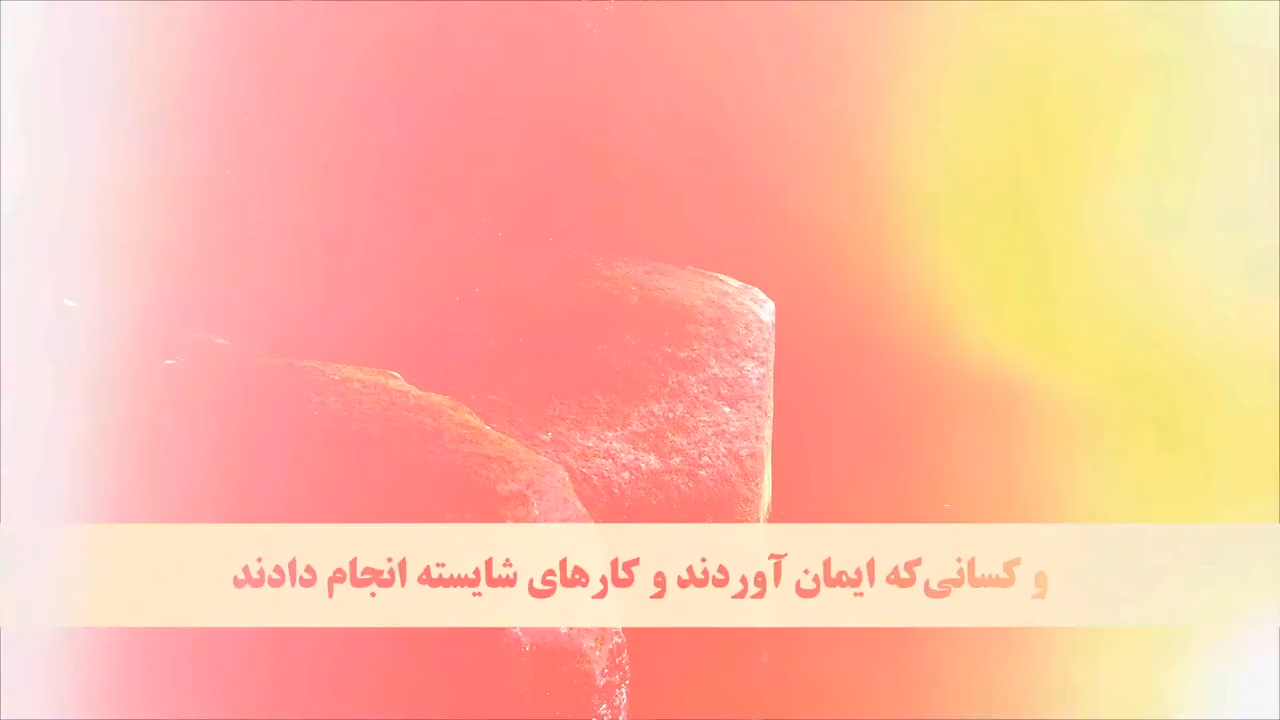 و کسانی‌که ایمان آوردند و کارهای شایسته انجام دادند